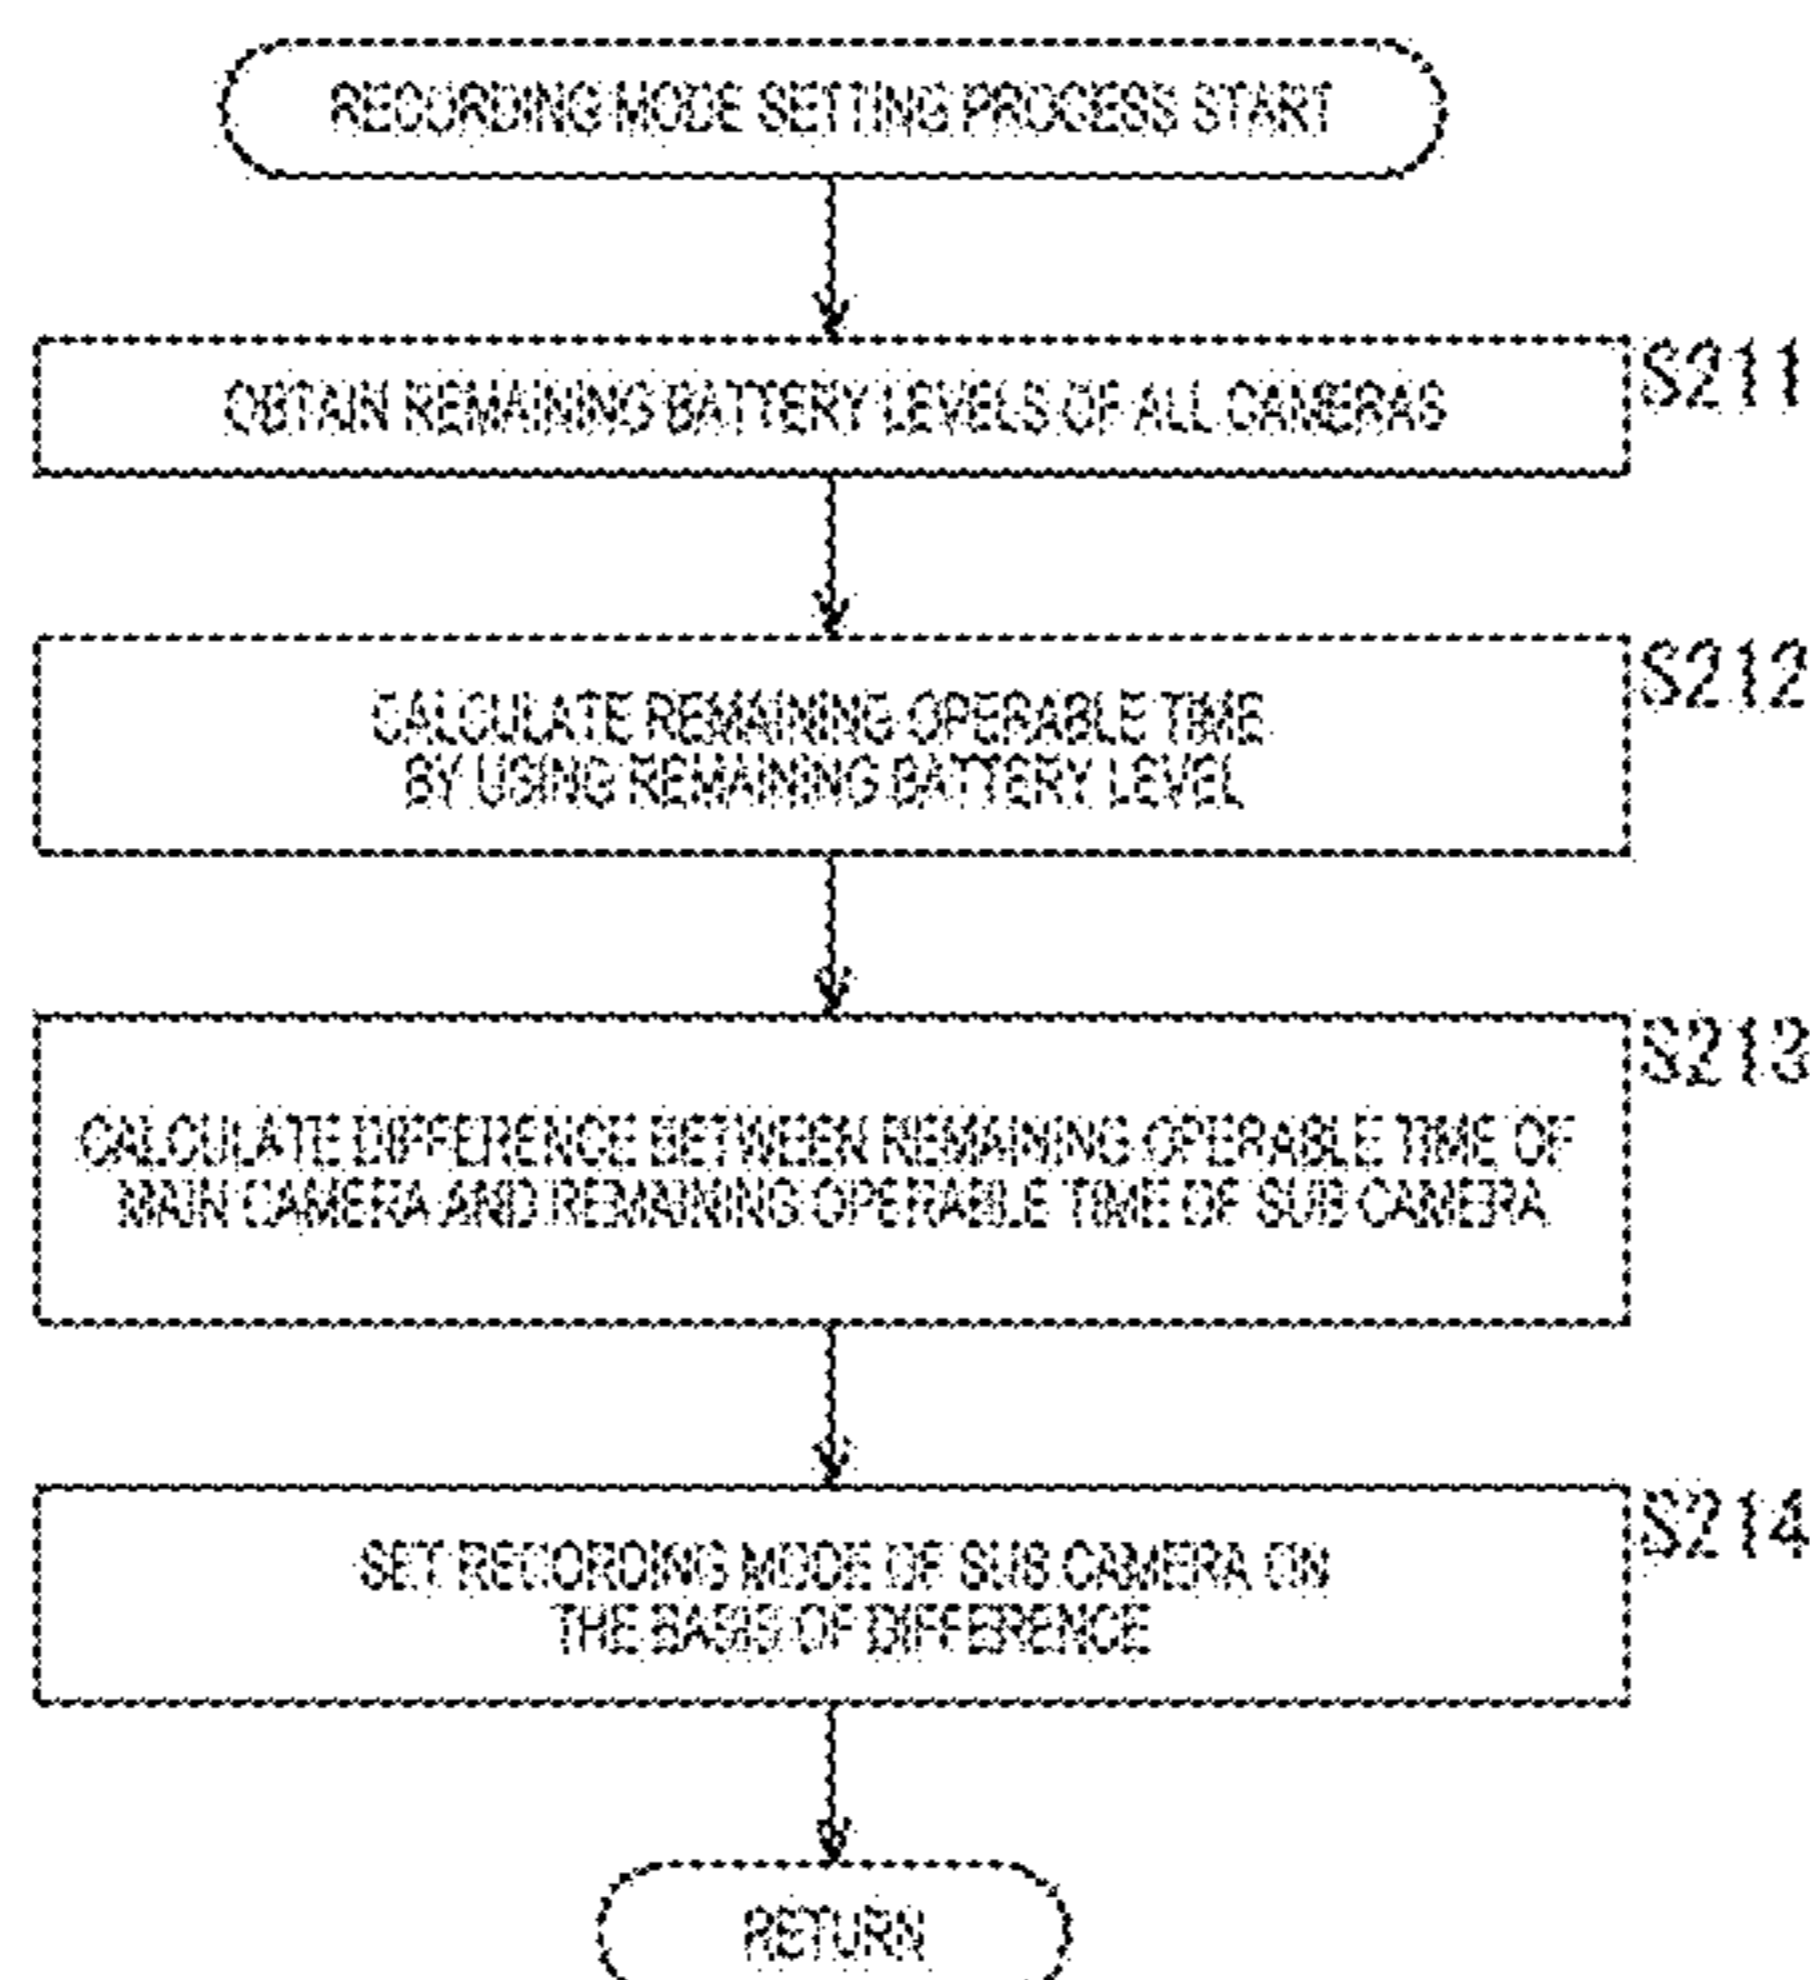 RECORDING MODE SETTING PROCESS START
OBTAIN REMAINING BATTERY LEVELS OF ALL CAMERAS
S211
CALCULATE REMAINING OPERABLE TIME
BY USING REMAINING BATTERY LEVEL
S212
CALCULATE DIFFERENCE BETWEEN REMAINING OPERABLE TIME OF
MAIN CAMERA AND REMAINING OPERABLE TIME OF SUB CAMERA
S213
SET RECORDING MODE OF SUB CAMERA ON
THE BASIS OF DIFFERENCE
S214
RETURN